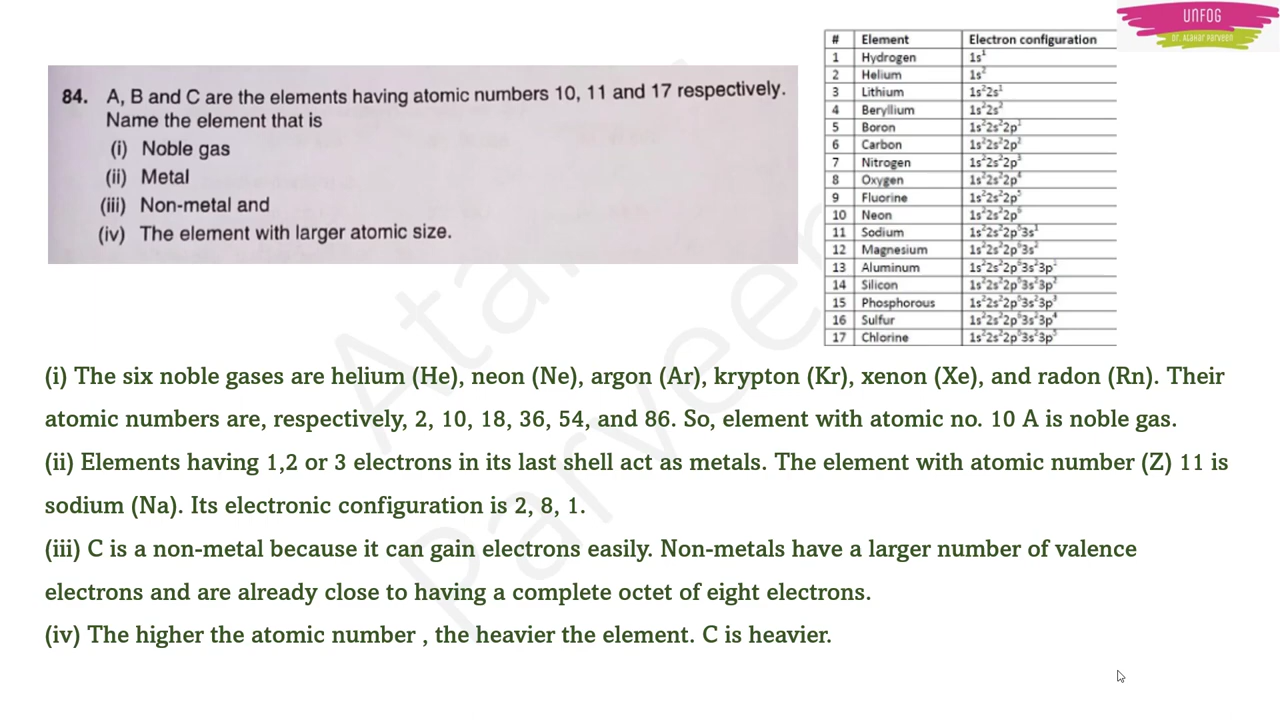 UNFOG
Dr. Atahar Parveen
84. A, B and C are the elements having atomic numbers 10, 11 and 17 respectively.
Name the element that is
(i) Noble gas
(ii) Metal
(iii) Non-metal and
(iv) The element with larger atomic size.
# Element Electron configuration
1 Hydrogen 1s¹
2 Helium 1s²
3 Lithium 1s²2s¹
4 Beryllium 1s²2s²
5 Boron 1s²2s²2p¹
6 Carbon 1s²2s²2p²
7 Nitrogen 1s²2s²2p³
8 Oxygen 1s²2s²2p⁴
9 Fluorine 1s²2s²2p⁵
10 Neon 1s²2s²2p⁶
11 Sodium 1s²2s²2p⁶3s¹
12 Magnesium 1s²2s²2p⁶3s²
13 Aluminum 1s²2s²2p⁶3s²3p¹
14 Silicon 1s²2s²2p⁶3s²3p²
15 Phosphorous 1s²2s²2p⁶3s²3p³
16 Sulfur 1s²2s²2p⁶3s²3p⁴
17 Chlorine 1s²2s²2p⁶3s²3p⁵
(i) The six noble gases are helium (He), neon (Ne), argon (Ar), krypton (Kr), xenon (Xe), and radon (Rn). Their
atomic numbers are, respectively, 2, 10, 18, 36, 54, and 86. So, element with atomic no. 10 A is noble gas.
(ii) Elements having 1,2 or 3 electrons in its last shell act as metals. The element with atomic number (Z) 11 is
sodium (Na). Its electronic configuration is 2, 8, 1.
(iii) C is a non-metal because it can gain electrons easily. Non-metals have a larger number of valence
electrons and are already close to having a complete octet of eight electrons.
(iv) The higher the atomic number , the heavier the element. C is heavier.